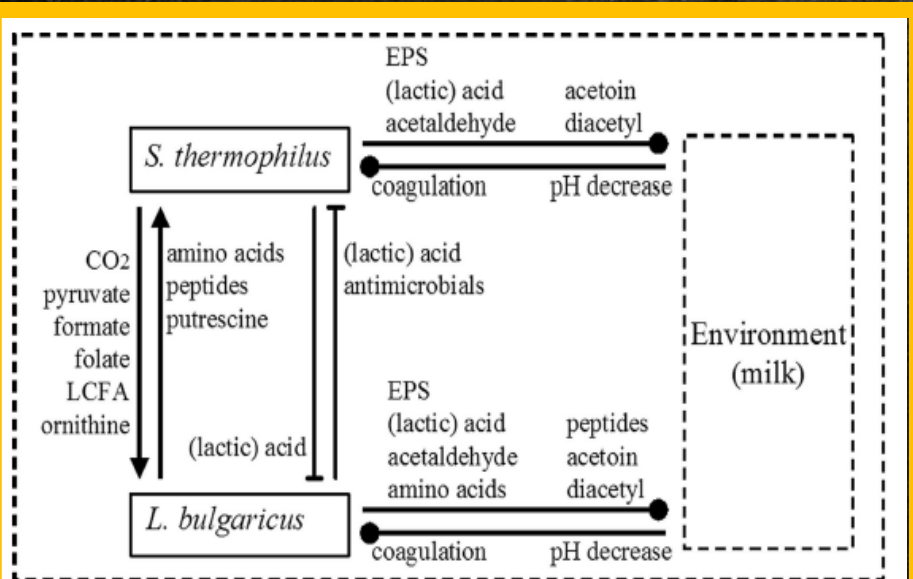 EPS
(lactic) acid acetoin
acetaldehyde diacetyl
S. thermophilus
coagulation pH decrease
CO2
pyruvate
formate
folate
LCFA
ornithine
amino acids
peptides
putrescine
(lactic) acid
antimicrobials
(lactic) acid
Environment
(milk)
EPS
(lactic) acid peptides
acetaldehyde acetoin
amino acids diacetyl
L. bulgaricus
coagulation pH decrease